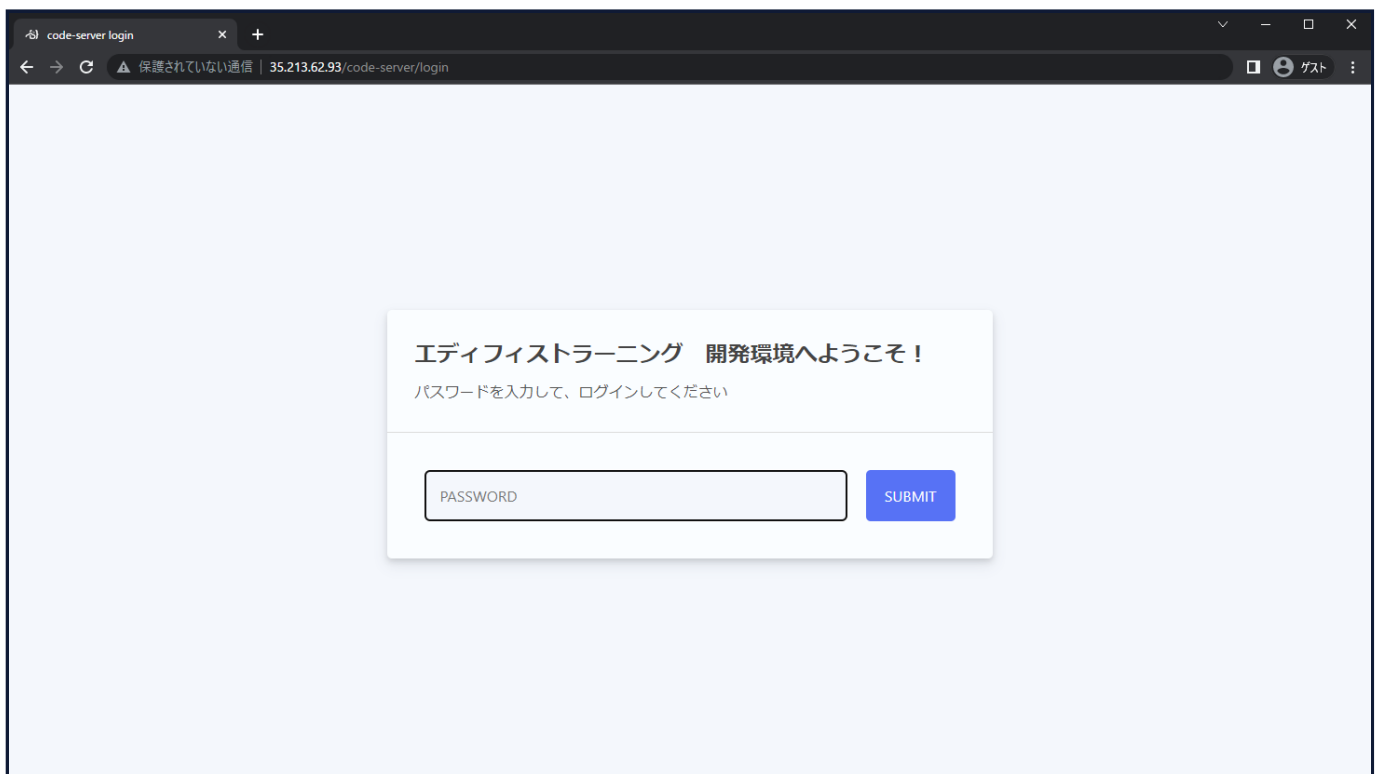 code-server login
保護されていない通信 | 35.213.62.93/code-server/login
ゲスト
エディフィストラーニング　開発環境へようこそ！
パスワードを入力して、ログインしてください
PASSWORD
SUBMIT